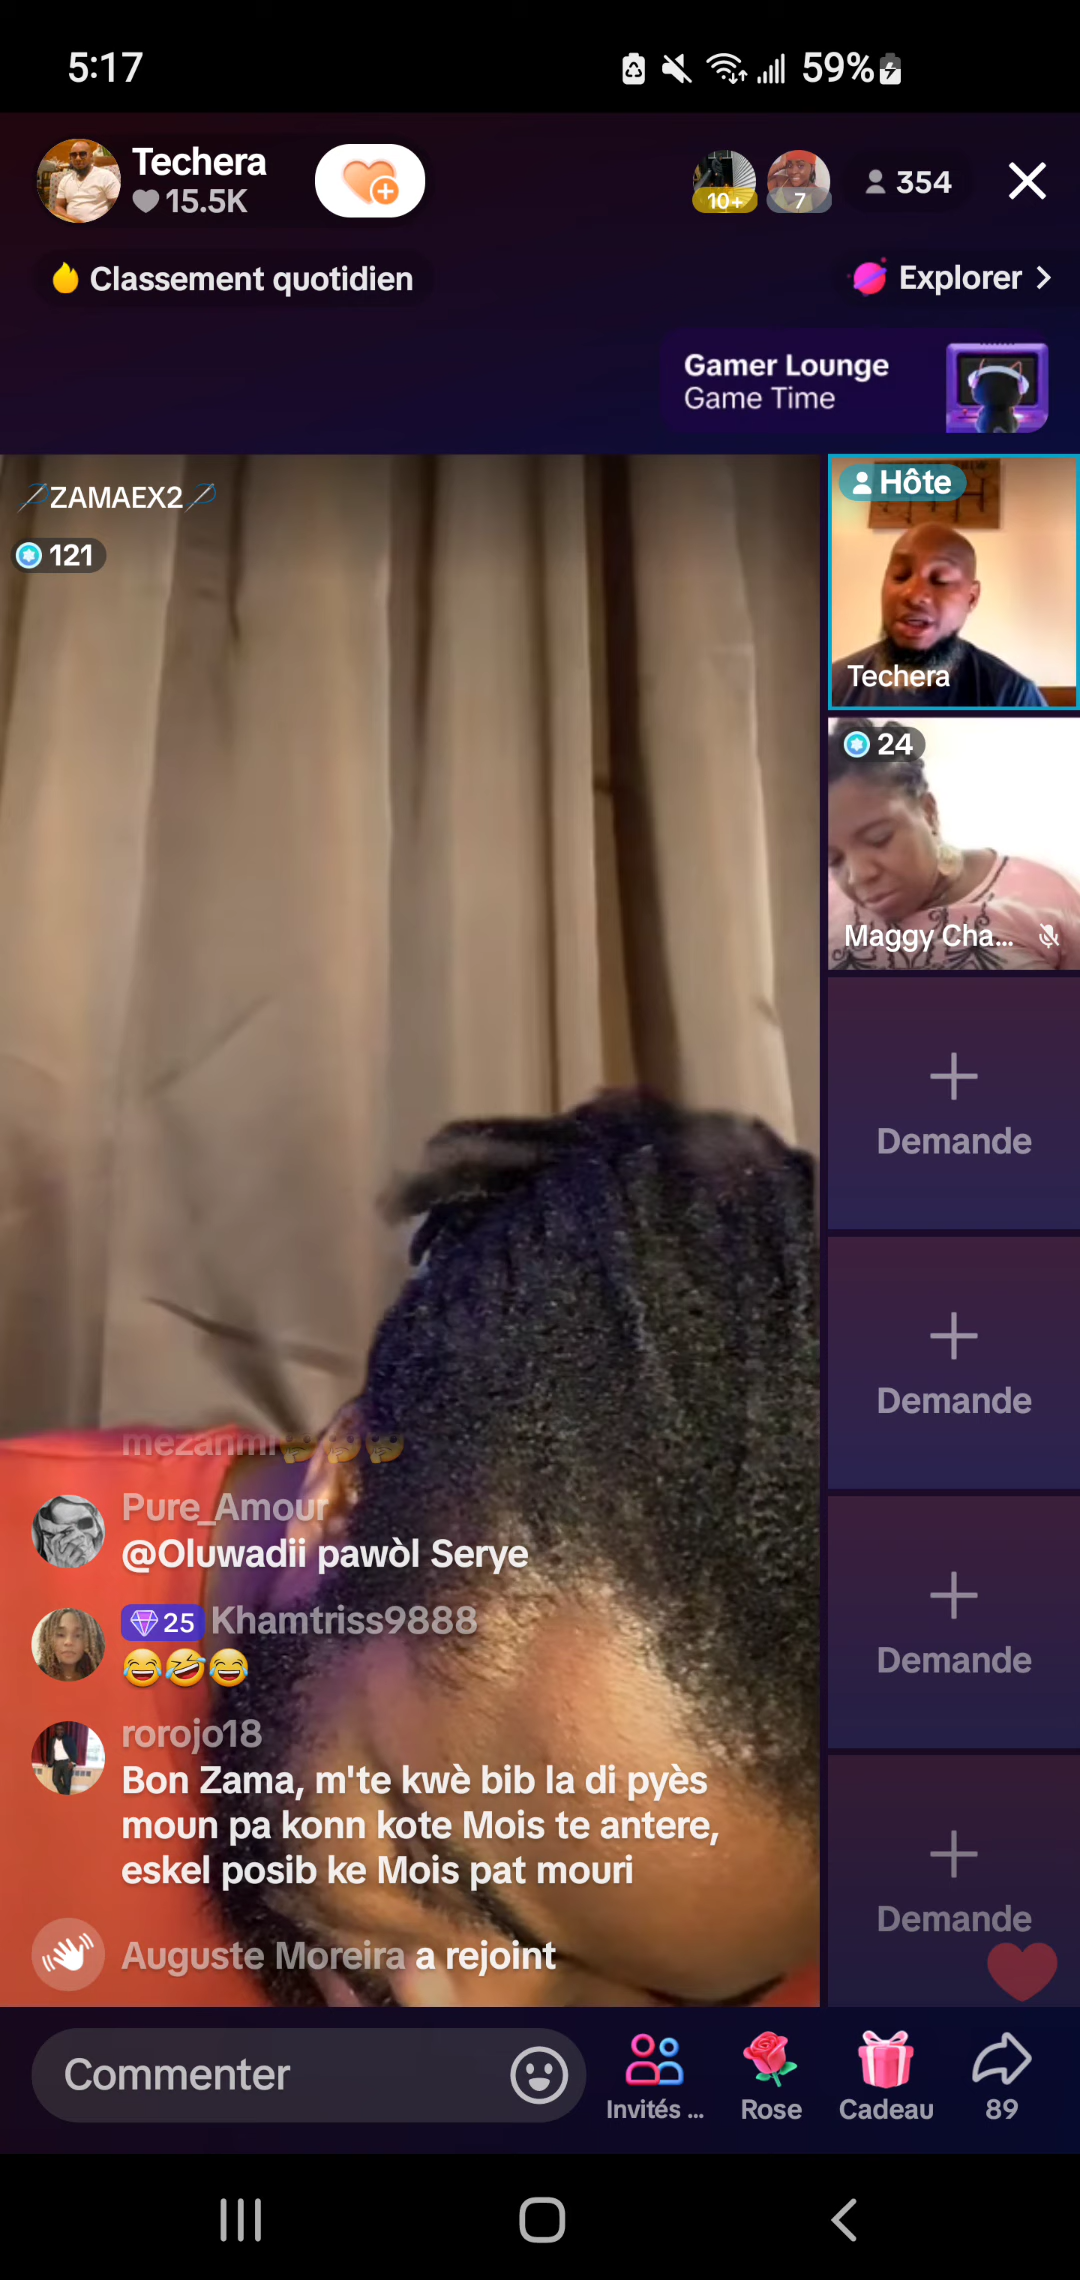 5:17
59%
Techera
15.5K
10+
7
354
Classement quotidien
Explorer
Gamer Lounge
Game Time
ZAMAEX2
121
Hôte
Techera
24
Maggy Cha...
Demande
Demande
Demande
Demande
mezanmi
Pure_Amour
@Oluwadii pawòl Serye
25 Khamtriss9888
😂🤣😂
rorojo18
Bon Zama, m'te kwè bib la di pyès
moun pa konn kote Mois te antere,
eskel posib ke Mois pat mouri
Auguste Moreira a rejoint
Commenter
Invités ...
Rose
Cadeau
89